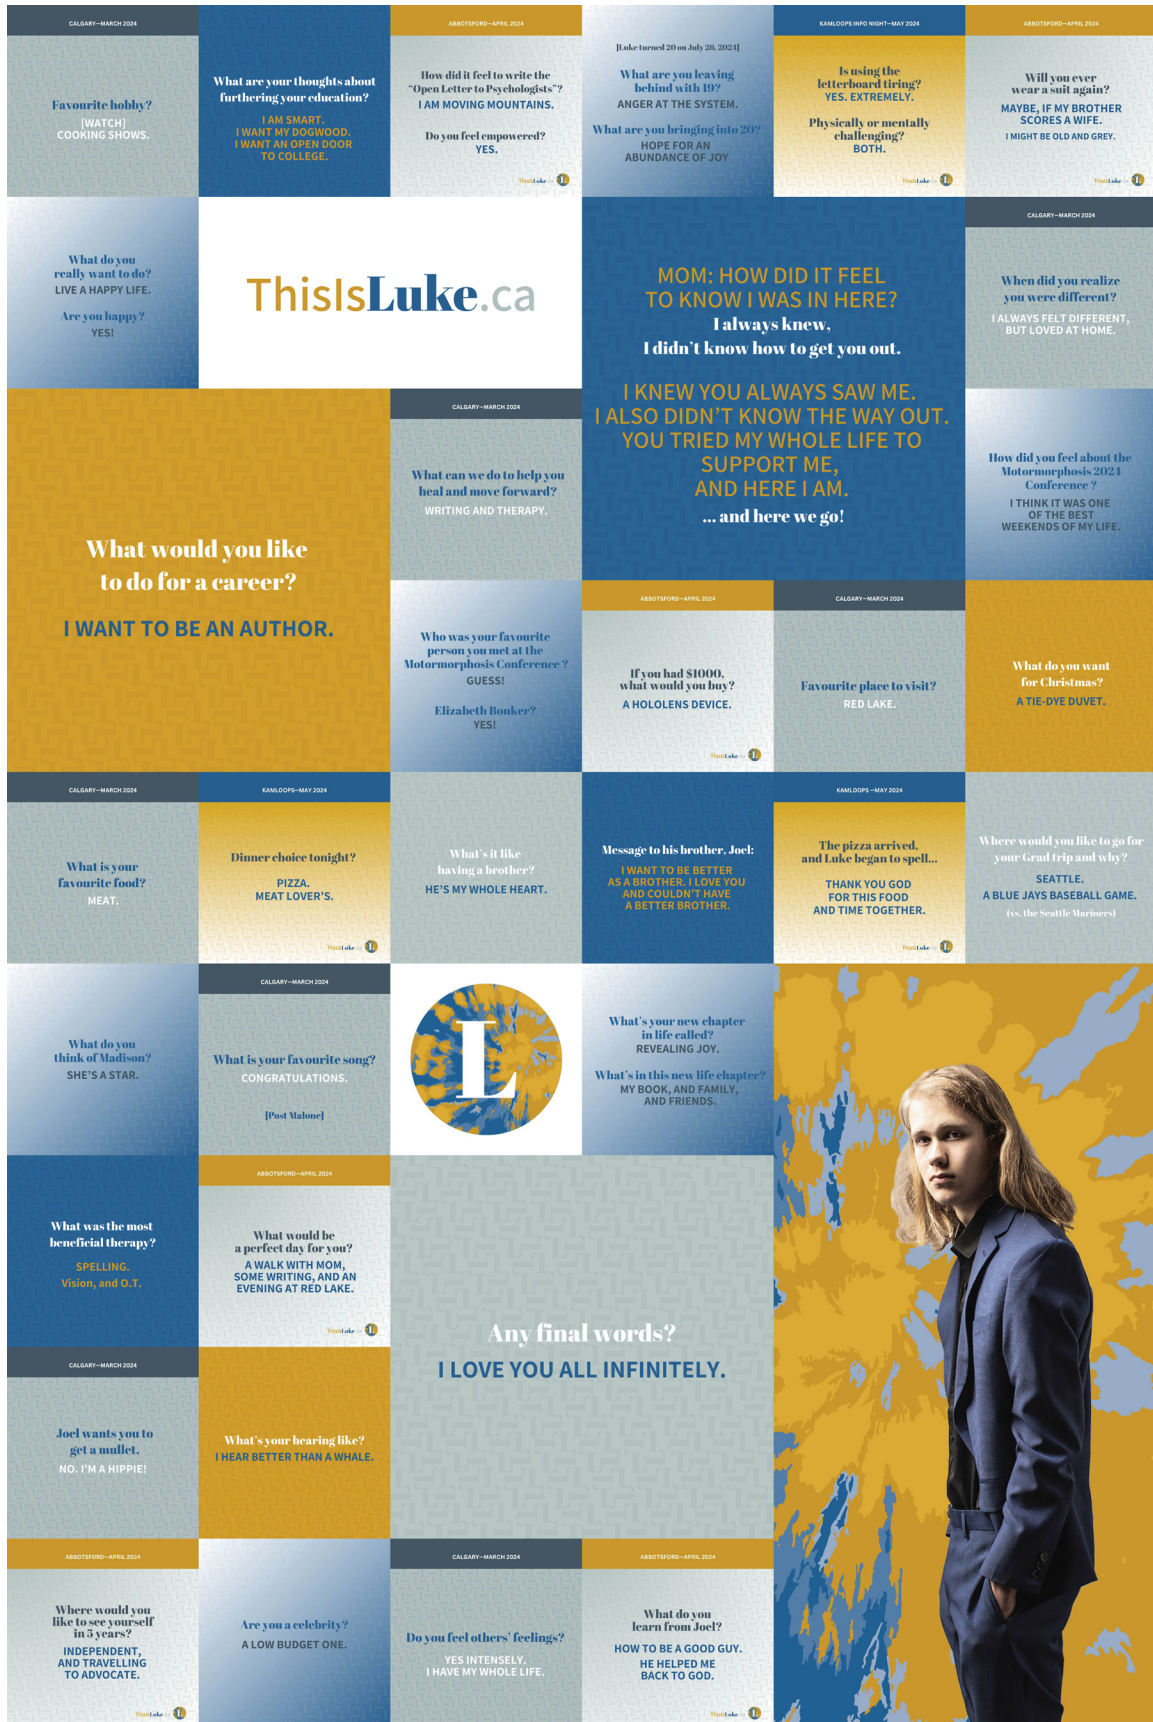 CALGARY—MARCH 2024
Favourite hobby?
[WATCH]
COOKING SHOWS.
What are your thoughts about
furthering your education?
I AM SMART.
I WANT MY DOGWOOD.
I WANT AN OPEN DOOR
TO COLLEGE.
ABBOTSFORD—APRIL 2024
How did it feel to write the
“Open Letter to Psychologists”?
I AM MOVING MOUNTAINS.
Do you feel empowered?
YES.
ThisIsLuke.ca L
[Luke turned 20 on July 26, 2024]
What are you leaving
behind with 19?
ANGER AT THE SYSTEM.
What are you bringing into 20?
HOPE FOR AN
ABUNDANCE OF JOY
KAMLOOPS INFO NIGHT—MAY 2024
Is using the
letterboard tiring?
YES. EXTREMELY.
Physically or mentally
challenging?
BOTH.
ThisIsLuke.ca L
ABBOTSFORD—APRIL 2024
Will you ever
wear a suit again?
MAYBE, IF MY BROTHER
SCORES A WIFE.
I MIGHT BE OLD AND GREY.
ThisIsLuke.ca L
What do you
really want to do?
LIVE A HAPPY LIFE.
Are you happy?
YES!
ThisIsLuke.ca
MOM: HOW DID IT FEEL
TO KNOW I WAS IN HERE?
I always knew,
I didn’t know how to get you out.
I KNEW YOU ALWAYS SAW ME.
I ALSO DIDN’T KNOW THE WAY OUT.
YOU TRIED MY WHOLE LIFE TO
SUPPORT ME,
AND HERE I AM.
... and here we go!
CALGARY—MARCH 2024
When did you realize
you were different?
I ALWAYS FELT DIFFERENT,
BUT LOVED AT HOME.
What would you like
to do for a career?
I WANT TO BE AN AUTHOR.
CALGARY—MARCH 2024
What can we do to help you
heal and move forward?
WRITING AND THERAPY.
How did you feel about the
Motormorphosis 2024
Conference ?
I THINK IT WAS ONE
OF THE BEST
WEEKENDS OF MY LIFE.
Who was your favourite
person you met at the
Motormorphosis Conference ?
GUESS!
Elizabeth Bonker?
YES!
ABBOTSFORD—APRIL 2024
If you had $1000,
what would you buy?
A HOLOLENS DEVICE.
ThisIsLuke.ca L
CALGARY—MARCH 2024
Favourite place to visit?
RED LAKE.
What do you want
for Christmas?
A TIE-DYE DUVET.
CALGARY—MARCH 2024
What is your
favourite food?
MEAT.
KAMLOOPS—MAY 2024
Dinner choice tonight?
PIZZA.
MEAT LOVER’S.
ThisIsLuke.ca L
What’s it like
having a brother?
HE’S MY WHOLE HEART.
Message to his brother, Joel:
I WANT TO BE BETTER
AS A BROTHER. I LOVE YOU
AND COULDN’T HAVE
A BETTER BROTHER.
KAMLOOPS —MAY 2024
The pizza arrived,
and Luke began to spell...
THANK YOU GOD
FOR THIS FOOD
AND TIME TOGETHER.
ThisIsLuke.ca L
Where would you like to go for
your Grad trip and why?
SEATTLE.
A BLUE JAYS BASEBALL GAME.
(vs. the Seattle Mariners)
What do you
think of Madison?
SHE’S A STAR.
CALGARY—MARCH 2024
What is your favourite song?
CONGRATULATIONS.
[Post Malone]
L
What’s your new chapter
in life called?
REVEALING JOY.
What’s in this new life chapter?
MY BOOK, AND FAMILY,
AND FRIENDS.
What was the most
beneficial therapy?
SPELLING.
Vision, and O.T.
ABBOTSFORD—APRIL 2024
What would be
a perfect day for you?
A WALK WITH MOM,
SOME WRITING, AND AN
EVENING AT RED LAKE.
ThisIsLuke.ca L
Any final words?
I LOVE YOU ALL INFINITELY.
CALGARY—MARCH 2024
Joel wants you to
get a mullet.
NO. I’M A HIPPIE!
What’s your hearing like?
I HEAR BETTER THAN A WHALE.
ABBOTSFORD—APRIL 2024
Where would you
like to see yourself
in 5 years?
INDEPENDENT,
AND TRAVELLING
TO ADVOCATE.
ThisIsLuke.ca L
Are you a celebrity?
A LOW BUDGET ONE.
CALGARY—MARCH 2024
Do you feel others’ feelings?
YES INTENSELY.
I HAVE MY WHOLE LIFE.
ABBOTSFORD—APRIL 2024
What do you
learn from Joel?
HOW TO BE A GOOD GUY.
HE HELPED ME
BACK TO GOD.
ThisIsLuke.ca L